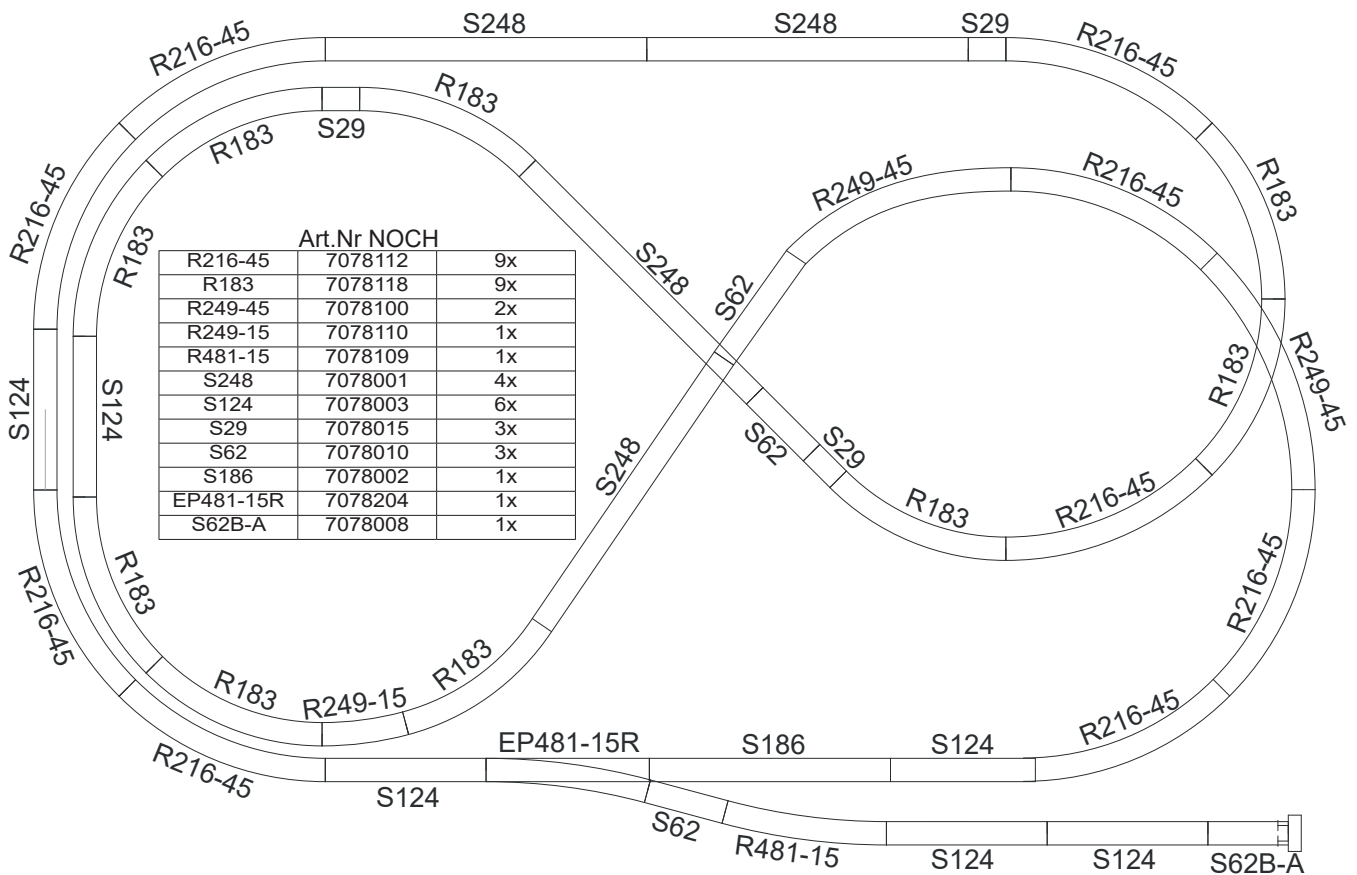 S248
S248
S29
R216-45
R216-45
R183
S29
R183
R249-45
R216-45
R216-45
R183
R183
S248
S62
S124
S124
R183
R249-45
S62
S29
S248
R183
R216-45
R216-45
Art.Nr NOCH
R216-45 7078112 9x
R183 7078118 9x
R249-45 7078100 2x
R249-15 7078110 1x
R481-15 7078109 1x
S248 7078001 4x
S124 7078003 6x
S29 7078015 3x
S62 7078010 3x
S186 7078002 1x
EP481-15R 7078204 1x
S62B-A 7078008 1x
R216-45
R183
R183
R249-15
R183
R216-45
R216-45
S124
EP481-15R
S186
S124
S62
R481-15
S124
S124
S62B-A